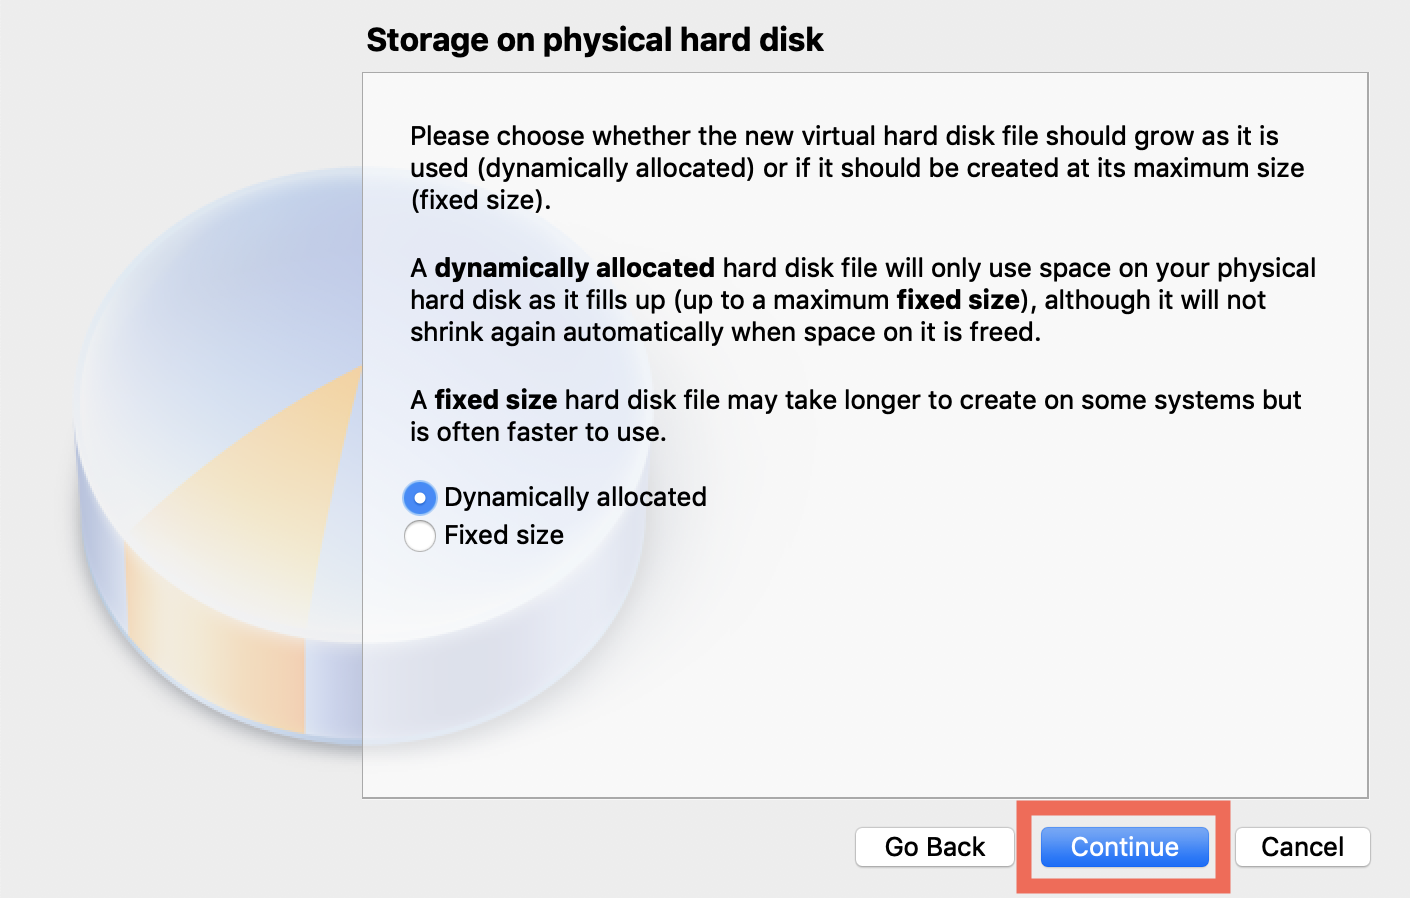 Storage on physical hard disk
Please choose whether the new virtual hard disk file should grow as it is
used (dynamically allocated) or if it should be created at its maximum size
(fixed size).
A dynamically allocated hard disk file will only use space on your physical
hard disk as it fills up (up to a maximum fixed size), although it will not
shrink again automatically when space on it is freed.
A fixed size hard disk file may take longer to create on some systems but
is often faster to use.
Dynamically allocated
Fixed size
Go Back
Continue
Cancel